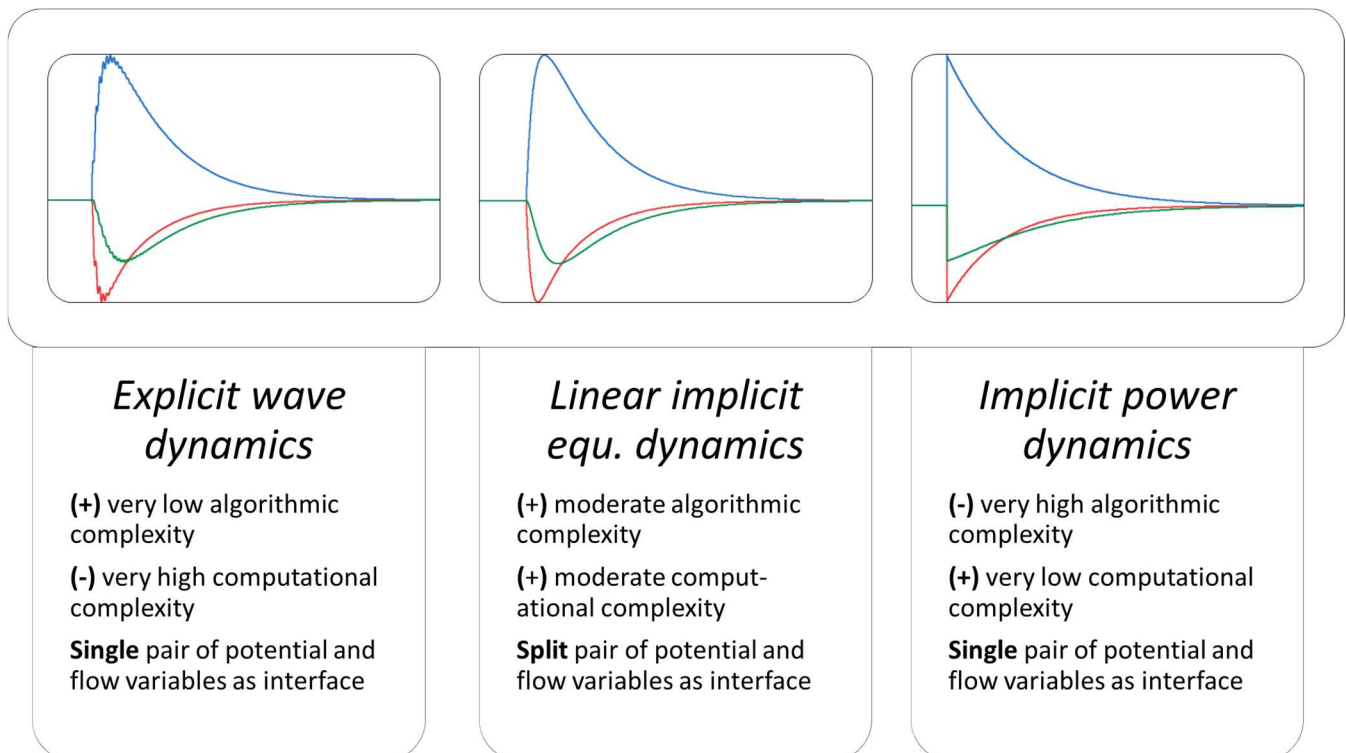 Explicit wave
dynamics
(+) very low algorithmic
complexity
(-) very high computational
complexity
Single pair of potential and
flow variables as interface
Linear implicit
equ. dynamics
(+) moderate algorithmic
complexity
(+) moderate comput-
ational complexity
Split pair of potential and
flow variables as interface
Implicit power
dynamics
(-) very high algorithmic
complexity
(+) very low computational
complexity
Single pair of potential and
flow variables as interface